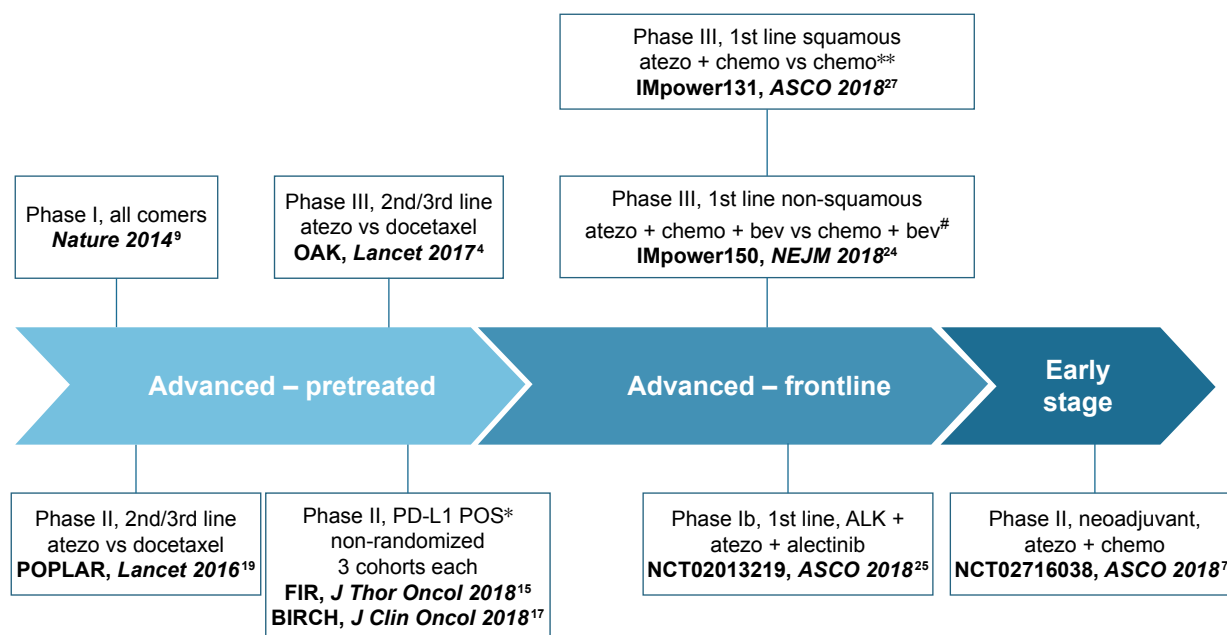 Phase III, 1st line squamous
atezo + chemo vs chemo**
IMpower131, ASCO 2018²⁷
Phase I, all comers
Nature 2014⁹
Phase III, 2nd/3rd line
atezo vs docetaxel
OAK, Lancet 2017⁴
Phase III, 1st line non-squamous
atezo + chemo + bev vs chemo + bev#
IMpower150, NEJM 2018²⁴
Advanced – pretreated
Advanced – frontline
Early
stage
Phase II, 2nd/3rd line
atezo vs docetaxel
POPLAR, Lancet 2016¹⁹
Phase II, PD-L1 POS*
non-randomized
3 cohorts each
FIR, J Thor Oncol 2018¹⁵
BIRCH, J Clin Oncol 2018¹⁷
Phase Ib, 1st line, ALK +
atezo + alectinib
NCT02013219, ASCO 2018²⁵
Phase II, neoadjuvant,
atezo + chemo
NCT02716038, ASCO 2018⁷